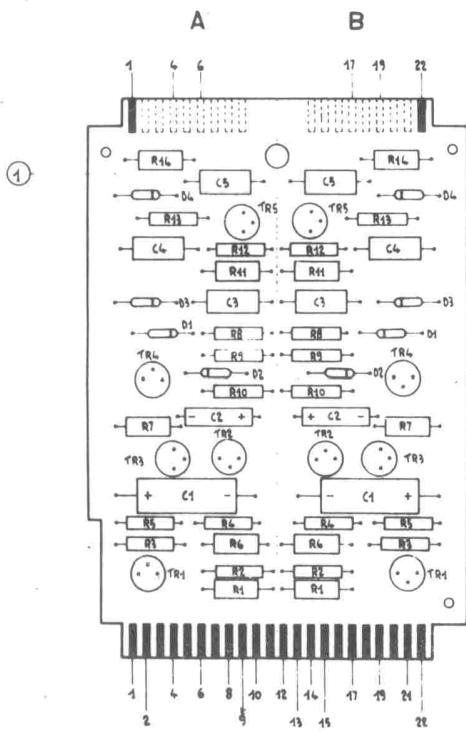 A B
1 4 6 17 19 22
1
R14 R14
C5 C5
D4 D4
TR5 TR5
R13 R13
C4 R12 R12 C4
R11 R11
D3 C3 C3 D3
D1 R8 R8 D1
R9 R9
TR4 D2 D2 TR4
R10 R10
- C2 + + C2 -
R7 R7
TR2 TR2
TR3 TR3
+ C1 - - C1 +
R5 R4 R4 R5
R3 R6 R6 R3
TR1 R2 R2 TR1
R1 R1
1 4 6 8 10 12 14 17 19 21
2 9 13 15 22